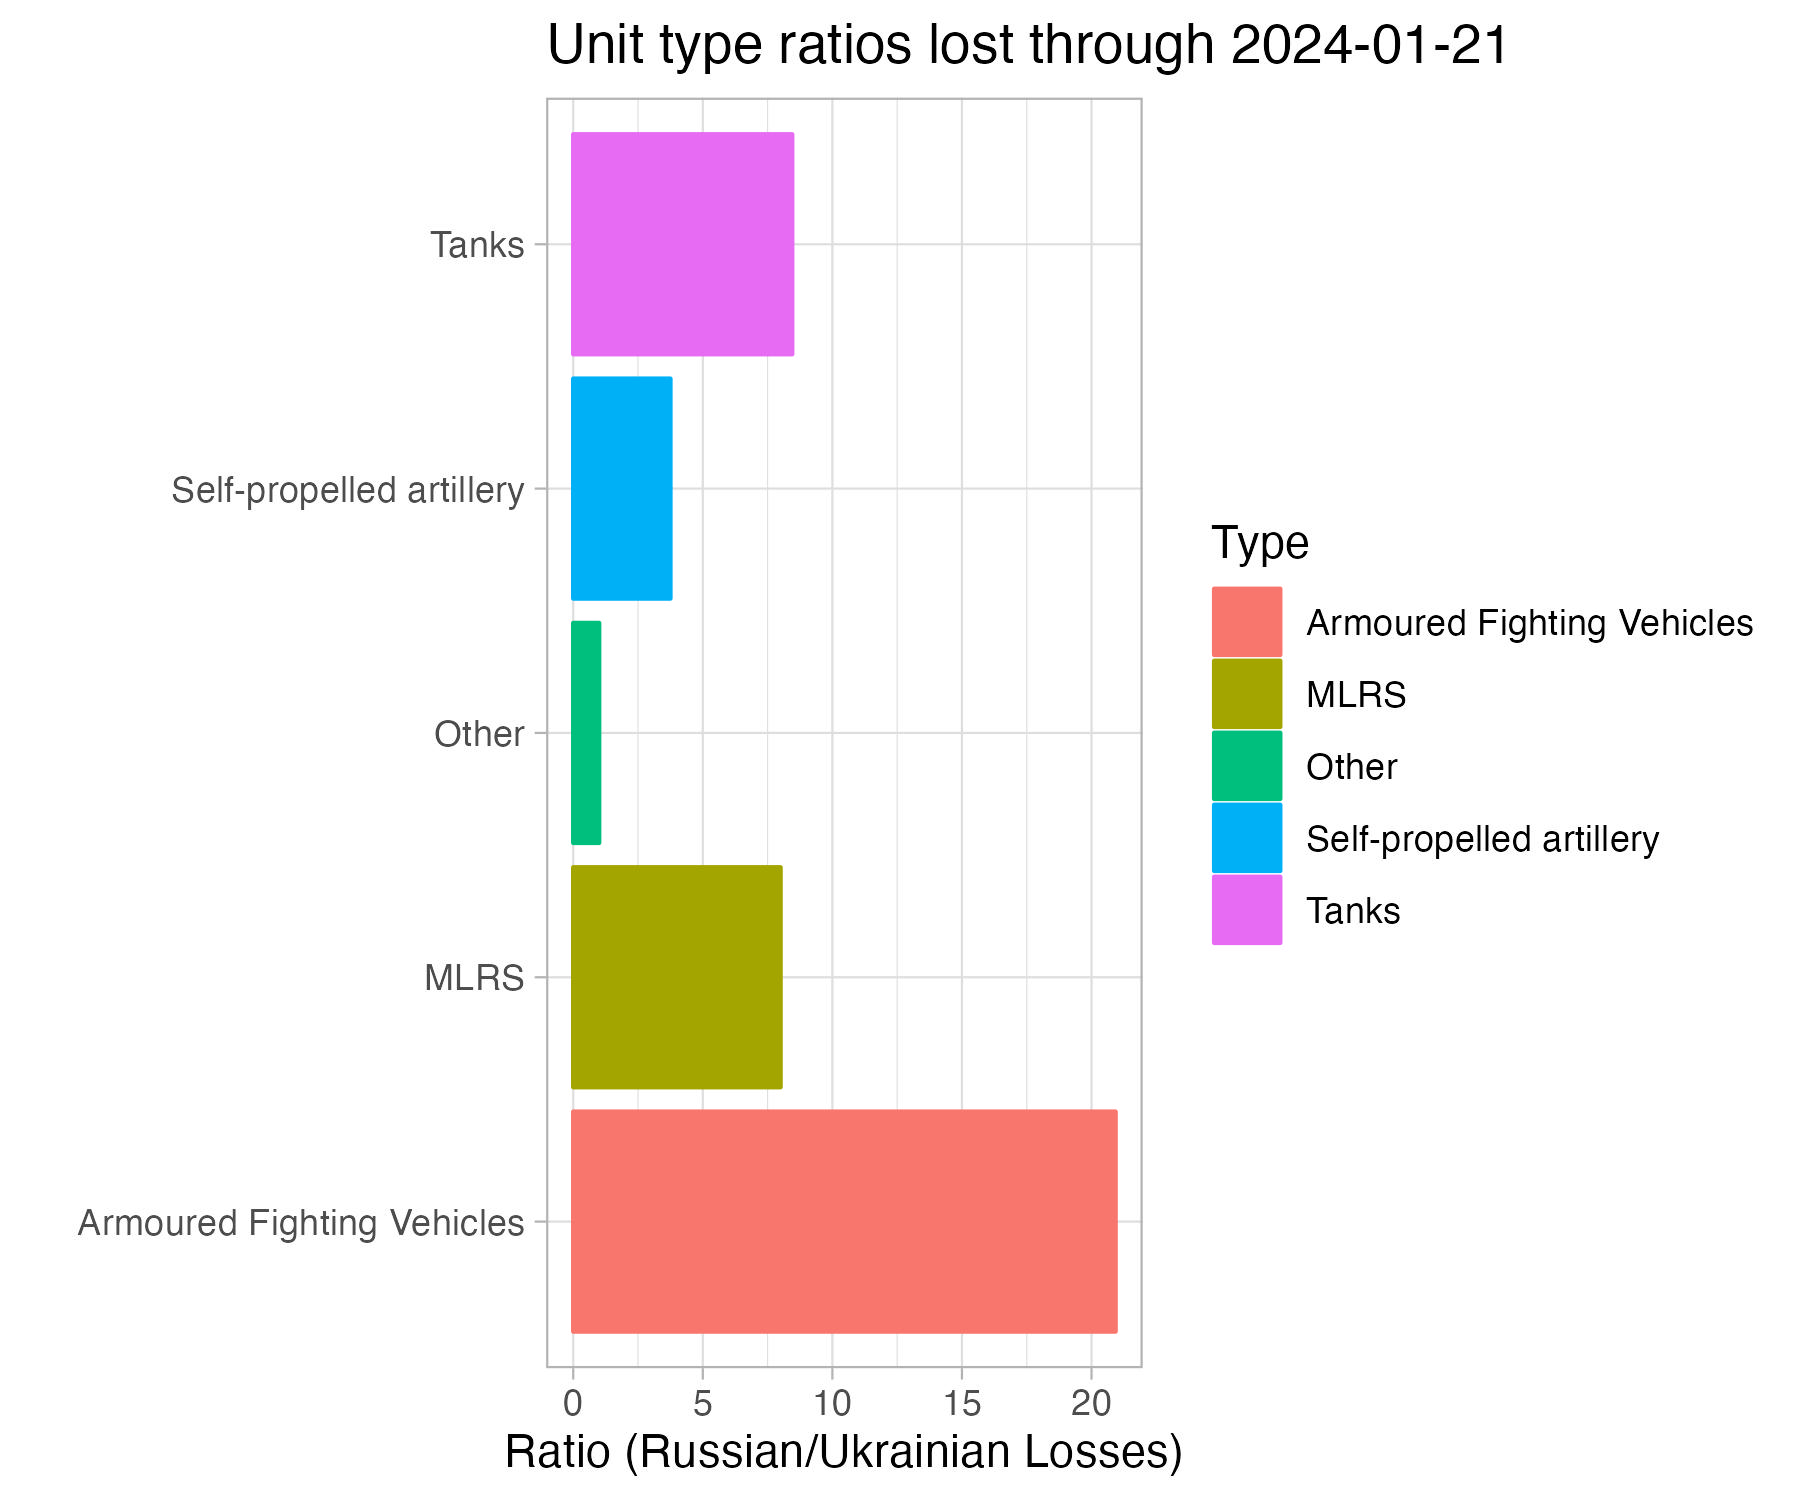 Unit type ratios lost through 2024-01-21
Tanks
Self-propelled artillery
Other
MLRS
Armoured Fighting Vehicles
0 5 10 15 20
Ratio (Russian/Ukrainian Losses)
Type
Armoured Fighting Vehicles
MLRS
Other
Self-propelled artillery
Tanks